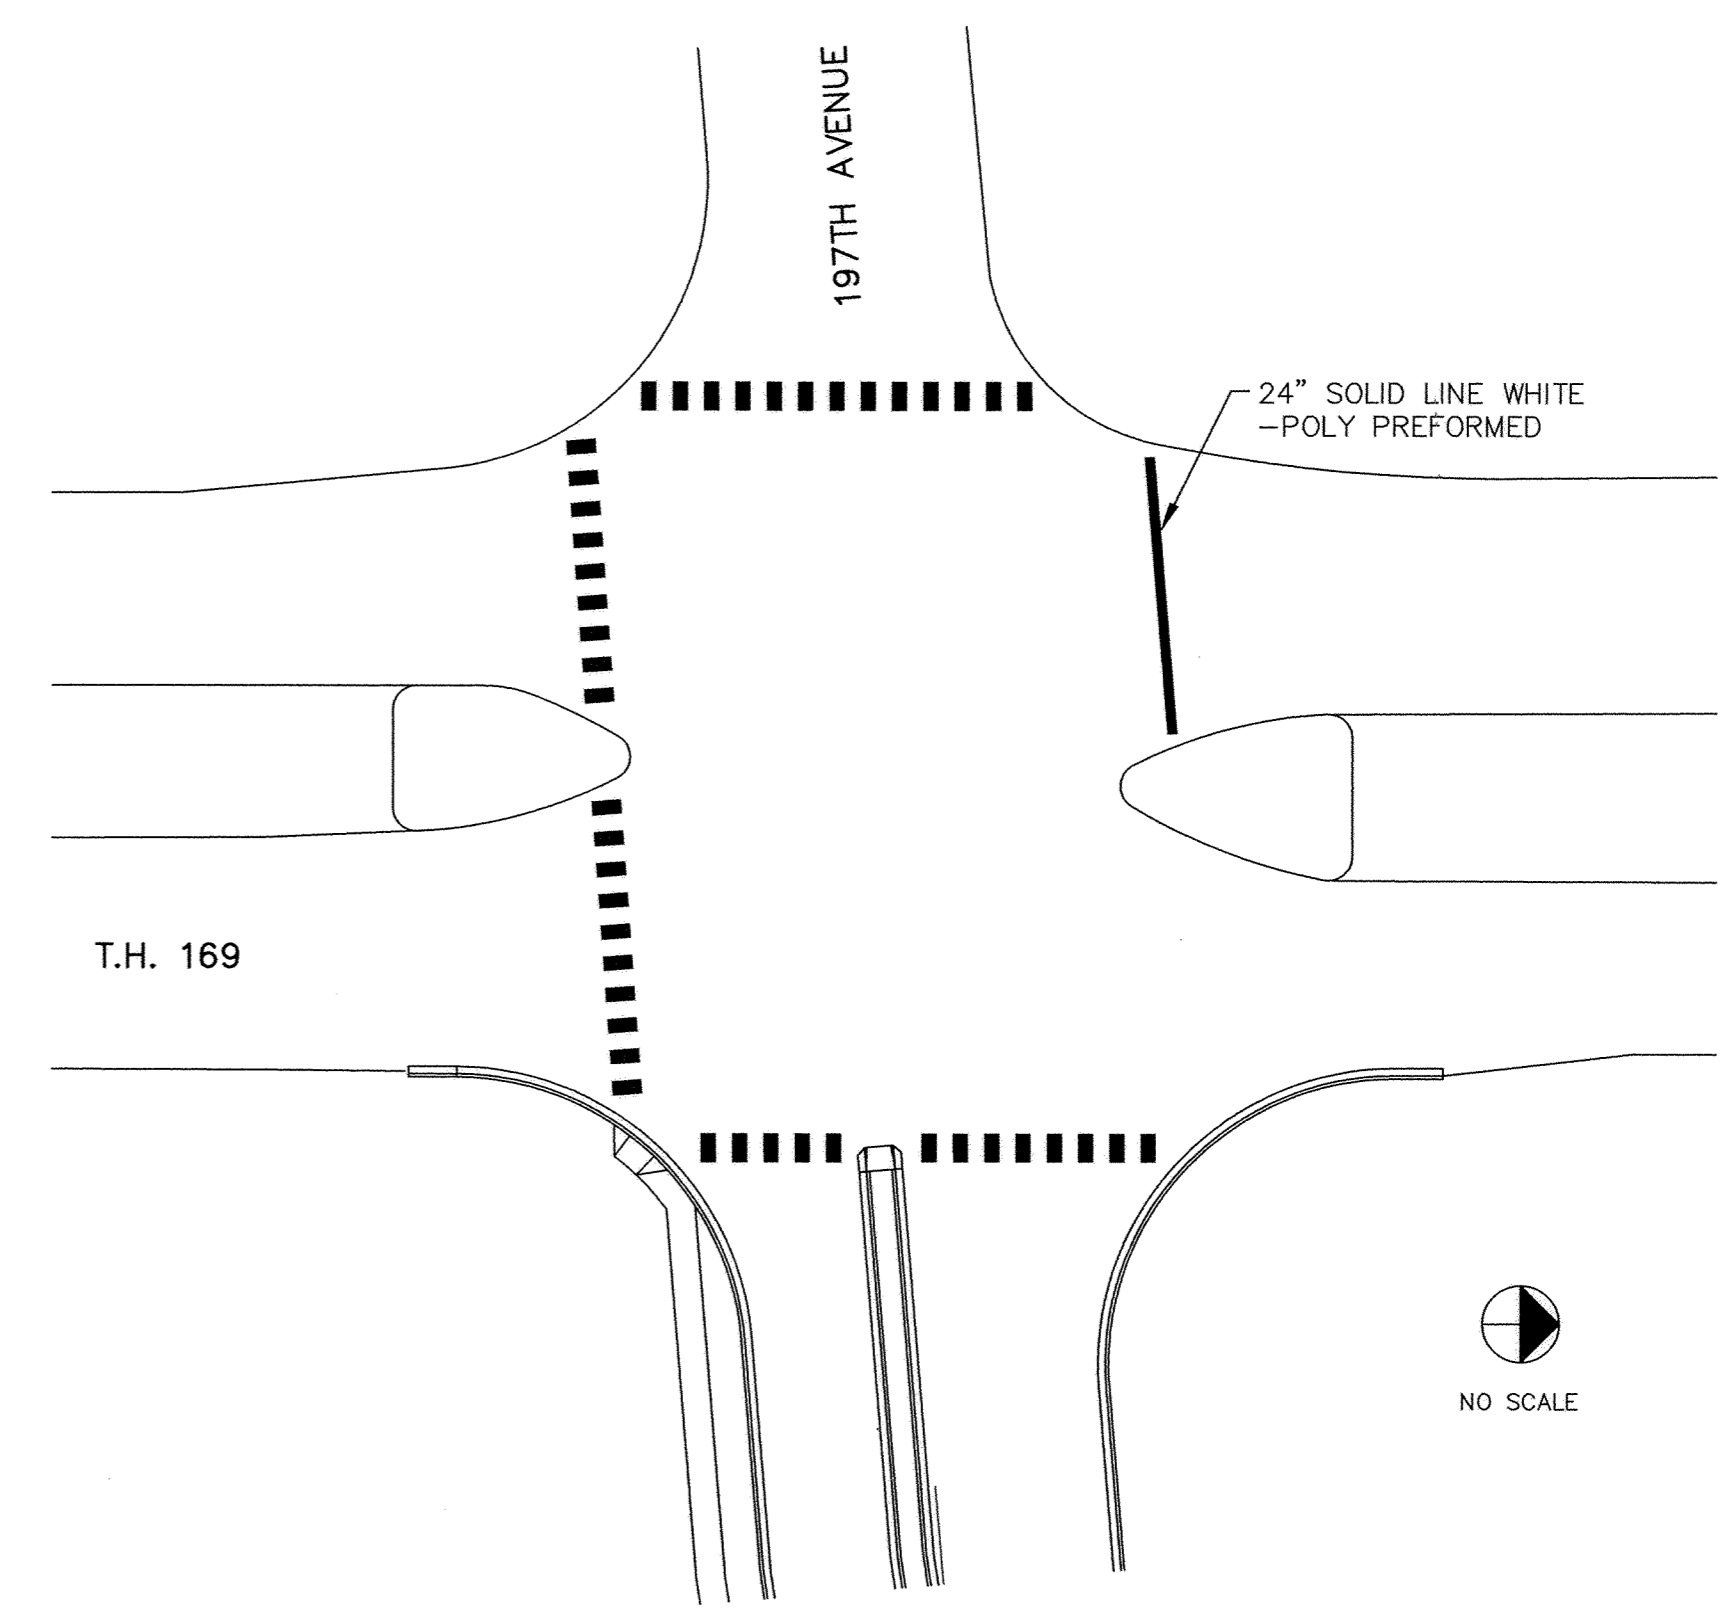 197TH AVENUE
24" SOLID LINE WHITE
-POLY PREFORMED
T.H. 169
NO SCALE